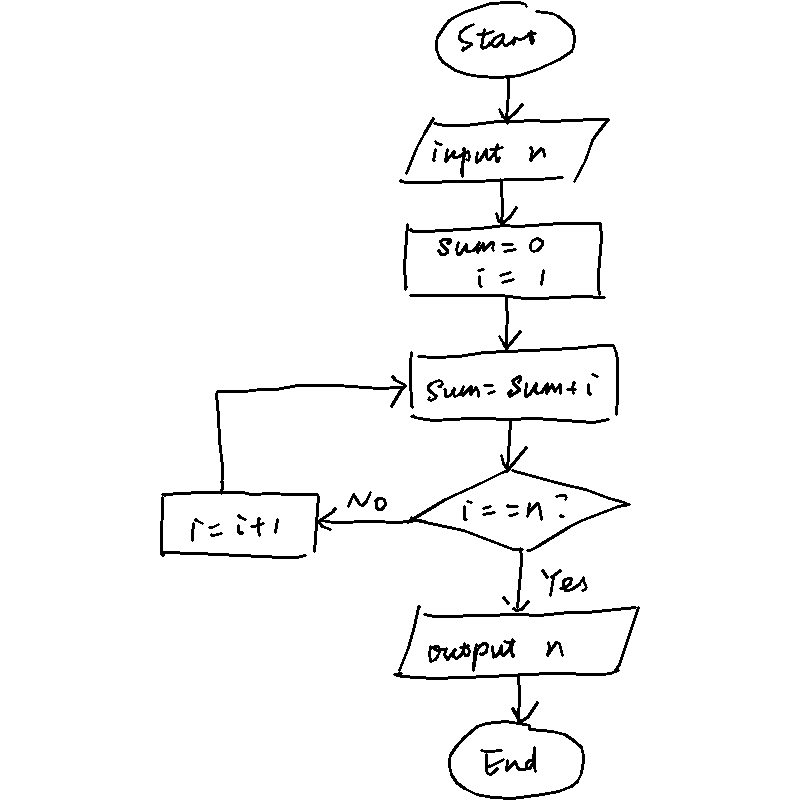 Start
input n
sum = 0
i = 1
sum = sum + i
i == n?
No
i = i + 1
Yes
output n
End